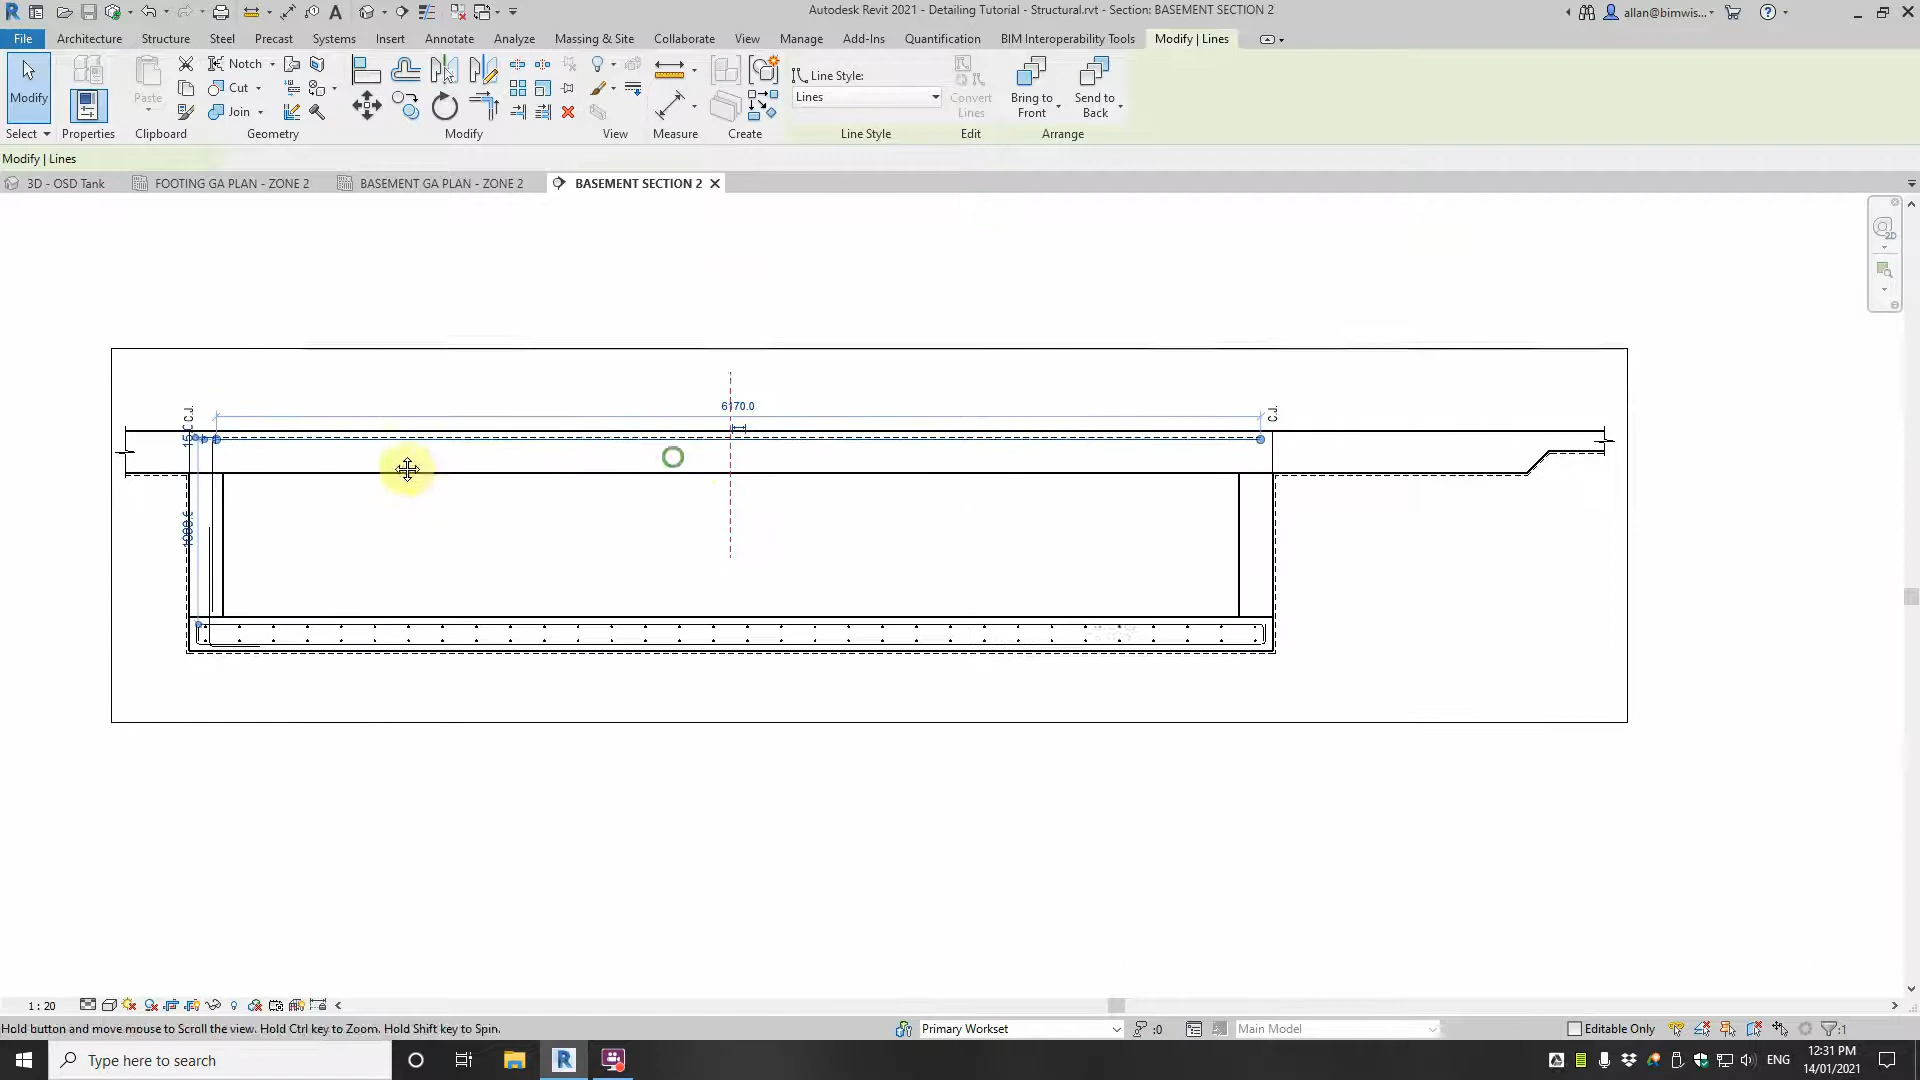 Autodesk Revit 2021 - Detailing Tutorial - Structural.rvt - Section: BASEMENT SECTION 2
allan@bimwis...
File Architecture Structure Steel Precast Systems Insert Annotate Analyze Massing & Site Collaborate View Manage Add-Ins Quantification BIM Interoperability Tools Modify | Lines
Modify
Paste
Notch
Cut
Join
Line Style:
Lines
Convert Lines
Bring to Front
Send to Back
Select Properties Clipboard Geometry Modify View Measure Create Line Style Edit Arrange
Modify | Lines
3D - OSD Tank FOOTING GA PLAN - ZONE 2 BASEMENT GA PLAN - ZONE 2 BASEMENT SECTION 2
2D
6170.0
C.J.
C.J.
1 : 20
Hold button and move mouse to Scroll the view. Hold Ctrl key to Zoom. Hold Shift key to Spin.
Primary Workset
:0
Main Model
Editable Only
:1
Type here to search
ENG
12:31 PM
14/01/2021